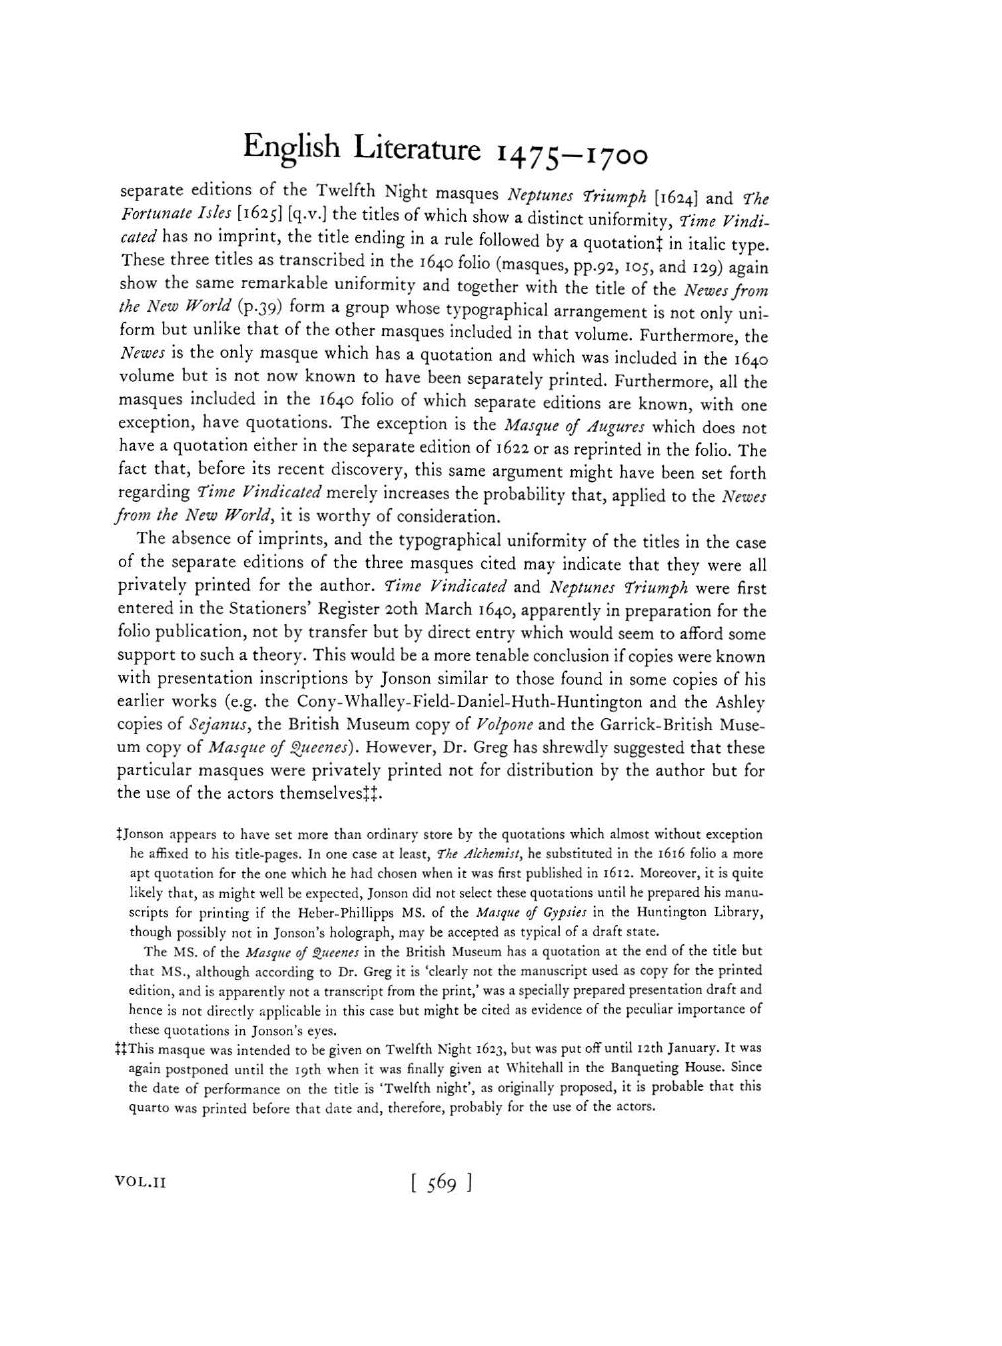 English Literature 1475–1700
separate editions of the Twelfth Night masques Neptunes Triumph [1624] and The
Fortunate Isles [1625] [q.v.] the titles of which show a distinct uniformity, Time Vindi-
cated has no imprint, the title ending in a rule followed by a quotation‡ in italic type.
These three titles as transcribed in the 1640 folio (masques, pp.92, 105, and 129) again
show the same remarkable uniformity and together with the title of the Newes from
the New World (p.39) form a group whose typographical arrangement is not only uni-
form but unlike that of the other masques included in that volume. Furthermore, the
Newes is the only masque which has a quotation and which was included in the 1640
volume but is not now known to have been separately printed. Furthermore, all the
masques included in the 1640 folio of which separate editions are known, with one
exception, have quotations. The exception is the Masque of Augures which does not
have a quotation either in the separate edition of 1622 or as reprinted in the folio. The
fact that, before its recent discovery, this same argument might have been set forth
regarding Time Vindicated merely increases the probability that, applied to the Newes
from the New World, it is worthy of consideration.
The absence of imprints, and the typographical uniformity of the titles in the case
of the separate editions of the three masques cited may indicate that they were all
privately printed for the author. Time Vindicated and Neptunes Triumph were first
entered in the Stationers' Register 20th March 1640, apparently in preparation for the
folio publication, not by transfer but by direct entry which would seem to afford some
support to such a theory. This would be a more tenable conclusion if copies were known
with presentation inscriptions by Jonson similar to those found in some copies of his
earlier works (e.g. the Cony-Whalley-Field-Daniel-Huth-Huntington and the Ashley
copies of Sejanus, the British Museum copy of Volpone and the Garrick-British Muse-
um copy of Masque of Queenes). However, Dr. Greg has shrewdly suggested that these
particular masques were privately printed not for distribution by the author but for
the use of the actors themselves‡‡.
‡Jonson appears to have set more than ordinary store by the quotations which almost without exception
he affixed to his title-pages. In one case at least, The Alchemist, he substituted in the 1616 folio a more
apt quotation for the one which he had chosen when it was first published in 1612. Moreover, it is quite
likely that, as might well be expected, Jonson did not select these quotations until he prepared his manu-
scripts for printing if the Heber-Phillipps MS. of the Masque of Gypsies in the Huntington Library,
though possibly not in Jonson's holograph, may be accepted as typical of a draft state.
The MS. of the Masque of Queenes in the British Museum has a quotation at the end of the title but
that MS., although according to Dr. Greg it is 'clearly not the manuscript used as copy for the printed
edition, and is apparently not a transcript from the print,' was a specially prepared presentation draft and
hence is not directly applicable in this case but might be cited as evidence of the peculiar importance of
these quotations in Jonson's eyes.
‡‡This masque was intended to be given on Twelfth Night 1623, but was put off until 12th January. It was
again postponed until the 19th when it was finally given at Whitehall in the Banqueting House. Since
the date of performance on the title is 'Twelfth night', as originally proposed, it is probable that this
quarto was printed before that date and, therefore, probably for the use of the actors.
VOL.II
[ 569 ]